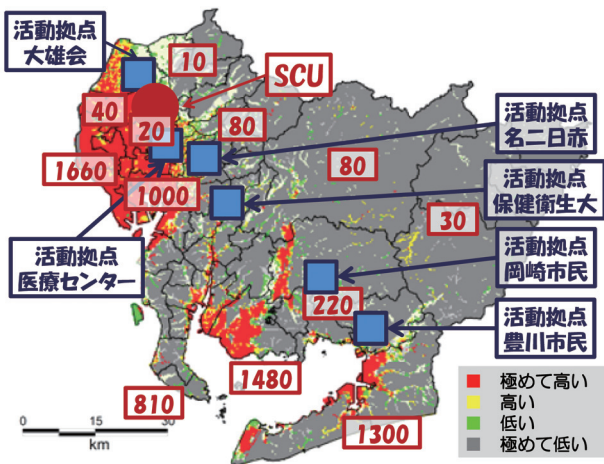 活動拠点
大雄会
10
SCU
40
20
80
活動拠点
名二日赤
1660
1000
80
活動拠点
保健衛生大
30
活動拠点
医療センター
活動拠点
岡崎市民
220
活動拠点
豊川市民
1480
810
1300
0 15 30
km
極めて高い
高い
低い
極めて低い